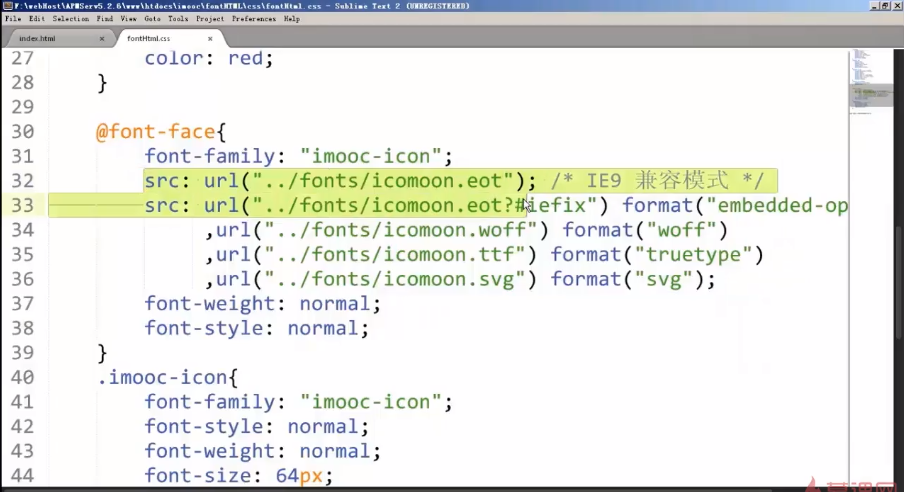 F:\webHost\APMServ5.2.6\www\htdocs\imooc\fontHTML\css\fontHtml.css - Sublime Text 2 (UNREGISTERED)
File Edit Selection Find View Goto Tools Project Preferences Help
index.html × fontHtml.css ×
27 color: red;
28 }
29
30 @font-face{
31 font-family: "imooc-icon";
32 src: url("../fonts/icomoon.eot"); /* IE9 兼容模式 */
33 src: url("../fonts/icomoon.eot?#iefix") format("embedded-op
34 ,url("../fonts/icomoon.woff") format("woff")
35 ,url("../fonts/icomoon.ttf") format("truetype")
36 ,url("../fonts/icomoon.svg") format("svg");
37 font-weight: normal;
38 font-style: normal;
39 }
40 .imooc-icon{
41 font-family: "imooc-icon";
42 font-style: normal;
43 font-weight: normal;
44 font-size: 64px;